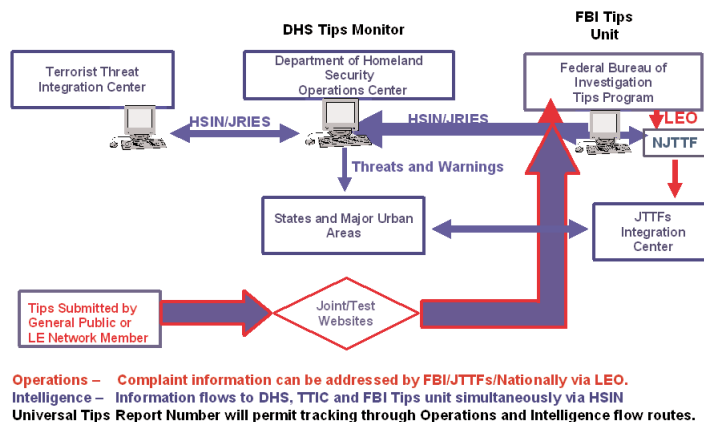 DHS Tips Monitor
FBI Tips
Unit
Terrorist Threat
Integration Center
Department of Homeland
Security
Operations Center
Federal Bureau of
Investigation
Tips Program
HSIN/JRIES
HSIN/JRIES
LEO
NJTTF
Threats and Warnings
States and Major Urban
Areas
JTTFs
Integration
Center
Tips Submitted by
General Public or
LE Network Member
Joint/Test
Websites
Operations – Complaint information can be addressed by FBI/JTTFs/Nationally via LEO.
Intelligence – Information flows to DHS, TTIC and FBI Tips unit simultaneously via HSIN
Universal Tips Report Number will permit tracking through Operations and Intelligence flow routes.